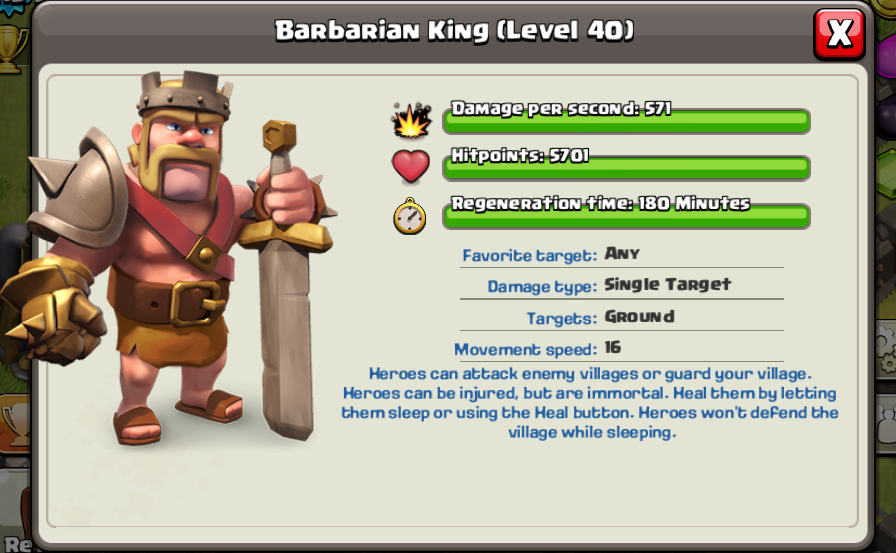 Barbarian King (Level 40)
X
Damage per second: 571
Hitpoints: 5701
Regeneration time: 180 Minutes
Favorite target: Any
Damage type: Single Target
Targets: Ground
Movement speed: 16
Heroes can attack enemy villages or guard your village.
Heroes can be injured, but are immortal. Heal them by letting
them sleep or using the Heal button. Heroes won't defend the
village while sleeping.
Re